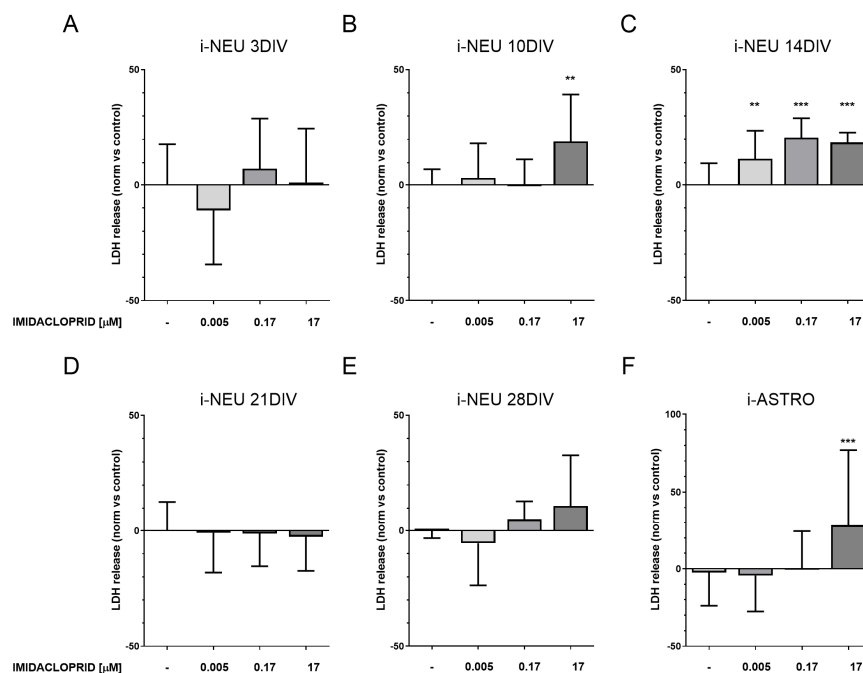 A
i-NEU 3DIV
LDH release (norm vs control)
50
0
-50
IMIDACLOPRID [µM]
- 0.005 0.17 17
B
i-NEU 10DIV
LDH release (norm vs control)
50
0
-50
**
- 0.005 0.17 17
C
i-NEU 14DIV
LDH release (norm vs control)
50
0
-50
** *** ***
- 0.005 0.17 17
D
i-NEU 21DIV
LDH release (norm vs control)
50
0
-50
IMIDACLOPRID [µM]
- 0.005 0.17 17
E
i-NEU 28DIV
LDH release (norm vs control)
50
0
-50
- 0.005 0.17 17
F
i-ASTRO
LDH release (norm vs control)
100
50
0
-50
***
- 0.005 0.17 17